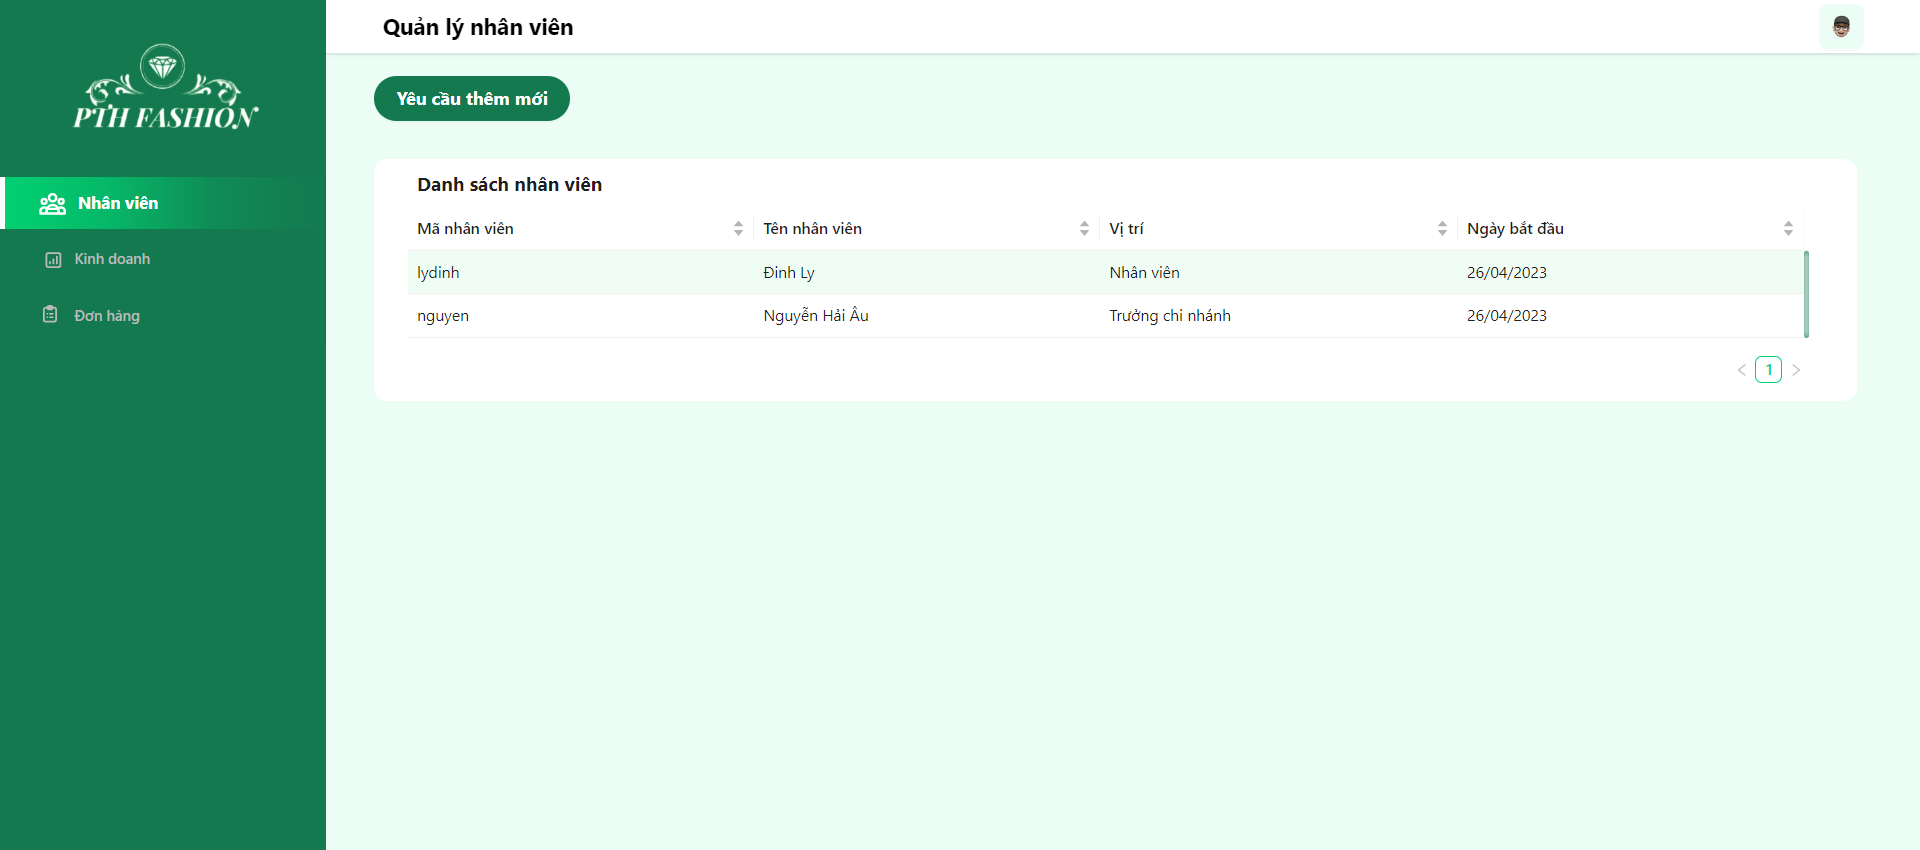 PTH FASHION
Nhân viên
Kinh doanh
Đơn hàng
Quản lý nhân viên
Yêu cầu thêm mới
Danh sách nhân viên
Mã nhân viên Tên nhân viên Vị trí Ngày bắt đầu
lydinh Đinh Ly Nhân viên 26/04/2023
nguyen Nguyễn Hải Âu Trưởng chi nhánh 26/04/2023
< 1 >